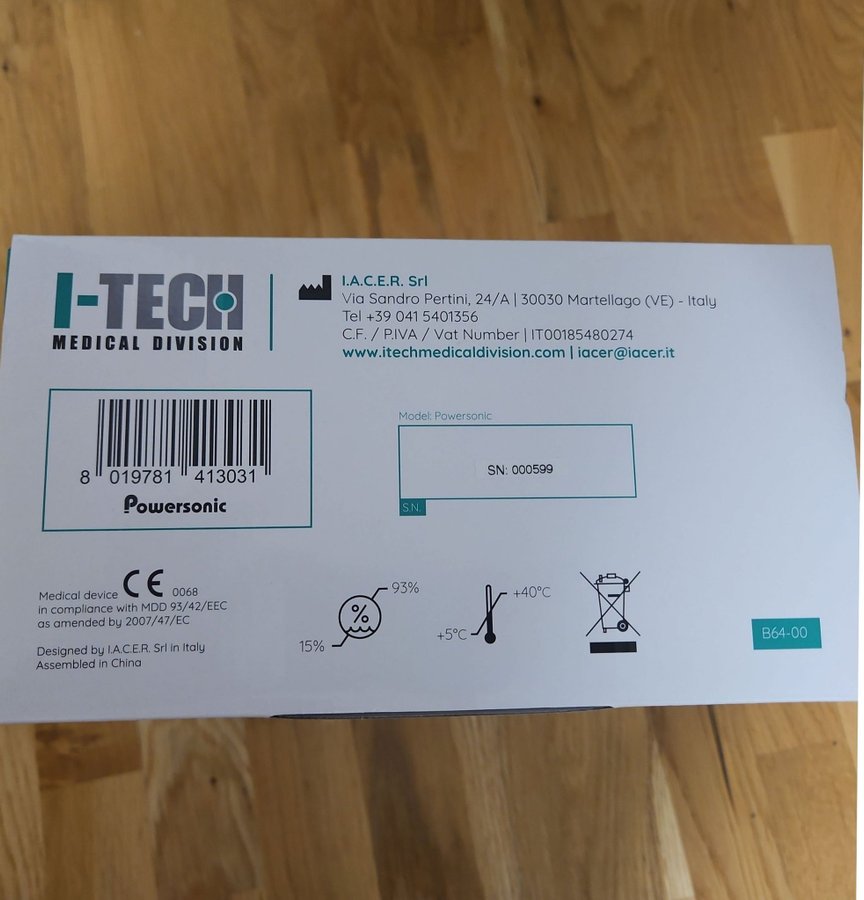 I-TECH
MEDICAL DIVISION
I.A.C.E.R. Srl
Via Sandro Pertini, 24/A | 30030 Martellago (VE) - Italy
Tel +39 041 5401356
C.F. / P.IVA / Vat Number | IT00185480274
www.itechmedicaldivision.com | iacer@iacer.it
8 019781 413031
Powersonic
Model: Powersonic
SN: 000599
S.N.
Medical device CE 0068
in compliance with MDD 93/42/EEC
as amended by 2007/47/EC
Designed by I.A.C.E.R. Srl in Italy
Assembled in China
15% % 93%
+5°C +40°C
B64-00